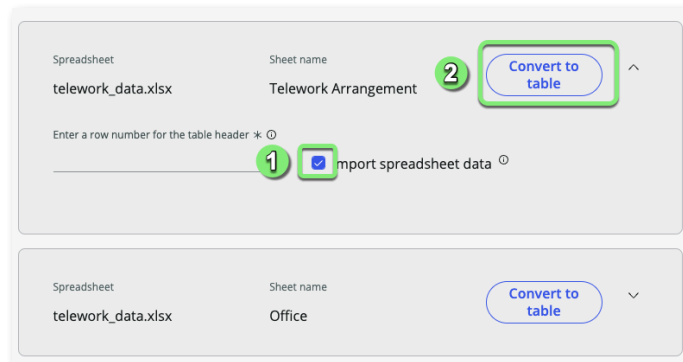 Spreadsheet
Sheet name
telework_data.xlsx
Telework Arrangement
2
Convert to
table
Enter a row number for the table header *
1
mport spreadsheet data
Spreadsheet
Sheet name
telework_data.xlsx
Office
Convert to
table